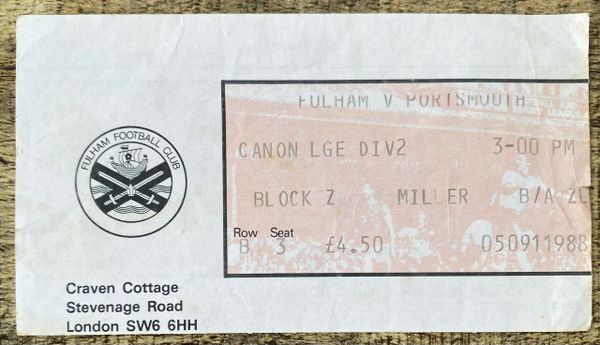 FULHAM V PORTSMOUTH
FULHAM FOOTBALL CLUB
CANON LGE DIV2 3-00 PM
BLOCK Z MILLER B/A ZL
Row Seat
B 3 £4.50 050911988
Craven Cottage
Stevenage Road
London SW6 6HH